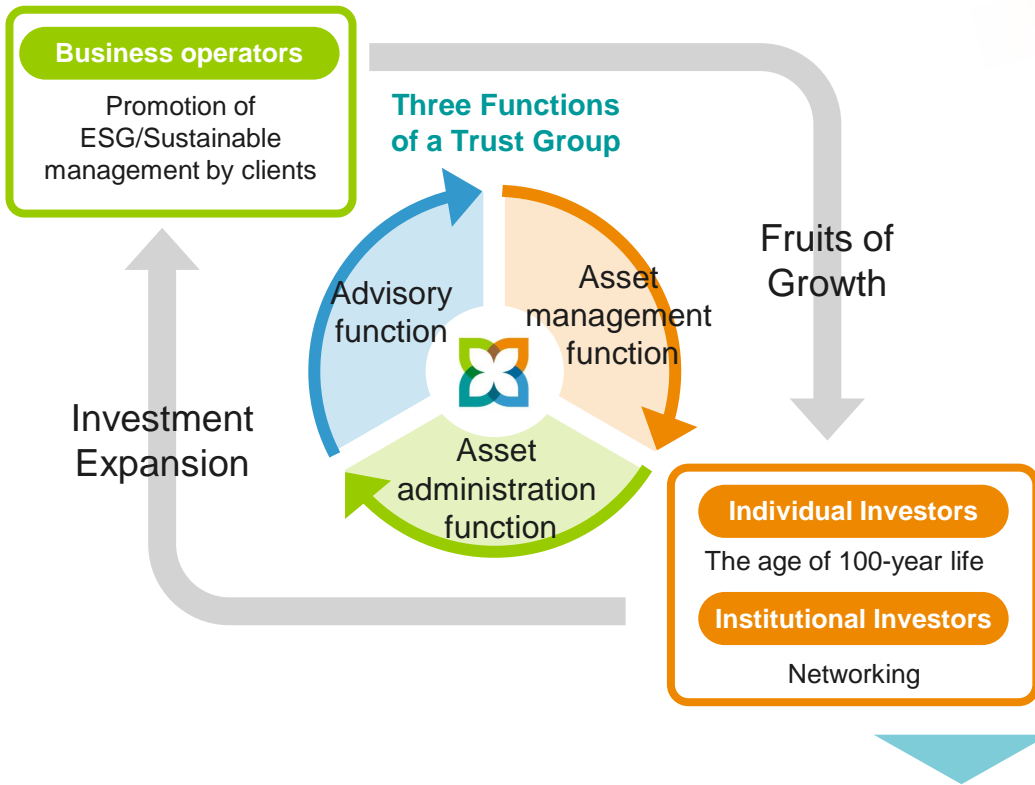 Business operators
Promotion of
ESG/Sustainable
management by clients
Three Functions
of a Trust Group
Advisory
function
Asset
management
function
Asset
administration
function
Fruits of
Growth
Investment
Expansion
Individual Investors
The age of 100-year life
Institutional Investors
Networking